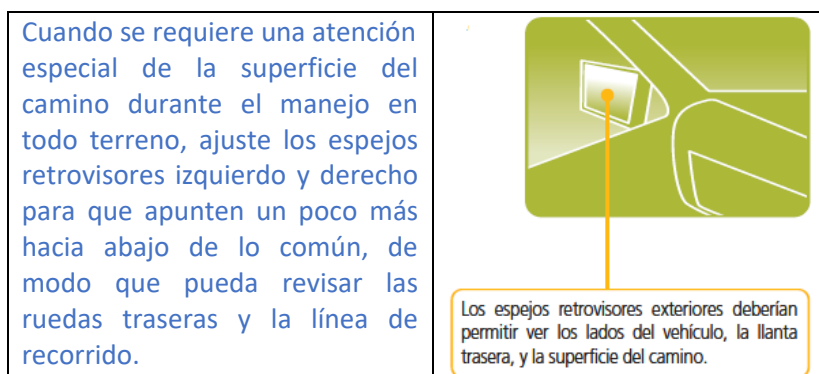 Cuando se requiere una atención
especial de la superficie del
camino durante el manejo en
todo terreno, ajuste los espejos
retrovisores izquierdo y derecho
para que apunten un poco más
hacia abajo de lo común, de
modo que pueda revisar las
ruedas traseras y la línea de
recorrido.
Los espejos retrovisores exteriores deberían
permitir ver los lados del vehículo, la llanta
trasera, y la superficie del camino.